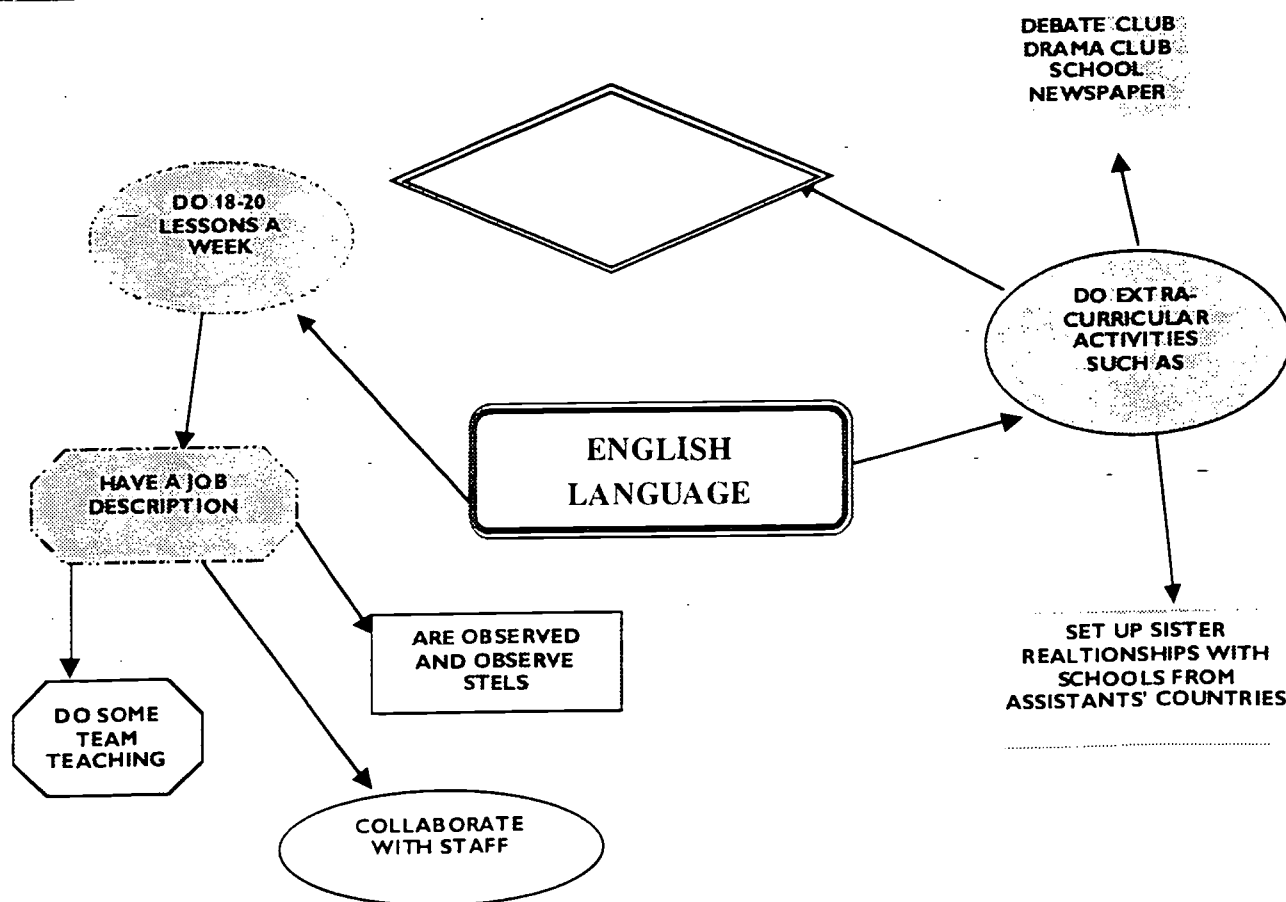 DEBATE CLUB
DRAMA CLUB
SCHOOL
NEWSPAPER
DO 18-20
LESSONS A
WEEK
DO EXTRA-
CURRICULAR
ACTIVITIES
SUCH AS
ENGLISH
LANGUAGE
HAVE A JOB
DESCRIPTION
ARE OBSERVED
AND OBSERVE
STELS
SET UP SISTER
REALTIONSHIPS WITH
SCHOOLS FROM
ASSISTANTS' COUNTRIES
DO SOME
TEAM
TEACHING
COLLABORATE
WITH STAFF